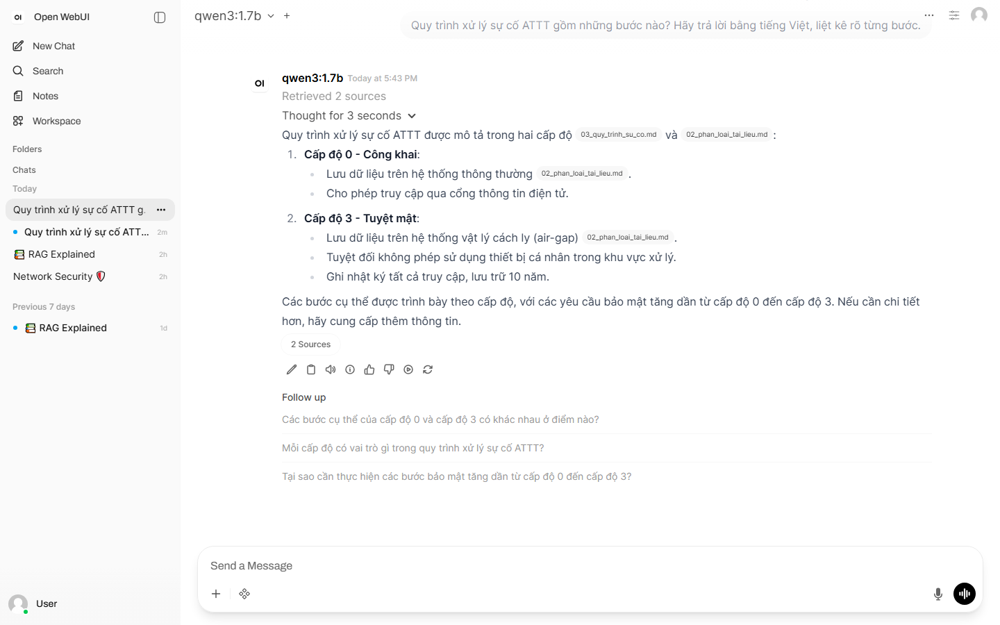 OI Open WebUI
New Chat
Search
Notes
Workspace
Folders
Chats
Today
Quy trình xử lý sự cố ATTT g.
Quy trình xử lý sự cố ATT... 2m
RAG Explained 2h
Network Security 2h
Previous 7 days
RAG Explained 1d
User
qwen3:1.7b
Quy trình xử lý sự cố ATTT gồm những bước nào? Hãy trả lời bằng tiếng Việt, liệt kê rõ từng bước.
OI qwen3:1.7b Today at 5:43 PM
Retrieved 2 sources
Thought for 3 seconds
Quy trình xử lý sự cố ATTT được mô tả trong hai cấp độ 03_quy_trinh_su_co.md và 02_phan_loai_tai_lieu.md :
1. Cấp độ 0 - Công khai:
Lưu dữ liệu trên hệ thống thông thường 02_phan_loai_tai_lieu.md .
Cho phép truy cập qua cổng thông tin điện tử.
2. Cấp độ 3 - Tuyệt mật:
Lưu dữ liệu trên hệ thống vật lý cách ly (air-gap) 02_phan_loai_tai_lieu.md .
Tuyệt đối không phép sử dụng thiết bị cá nhân trong khu vực xử lý.
Ghi nhật ký tất cả truy cập, lưu trữ 10 năm.
Các bước cụ thể được trình bày theo cấp độ, với các yêu cầu bảo mật tăng dần từ cấp độ 0 đến cấp độ 3. Nếu cần chi tiết
hơn, hãy cung cấp thêm thông tin.
2 Sources
Follow up
Các bước cụ thể của cấp độ 0 và cấp độ 3 có khác nhau ở điểm nào?
Mỗi cấp độ có vai trò gì trong quy trình xử lý sự cố ATTT?
Tại sao cần thực hiện các bước bảo mật tăng dần từ cấp độ 0 đến cấp độ 3?
Send a Message